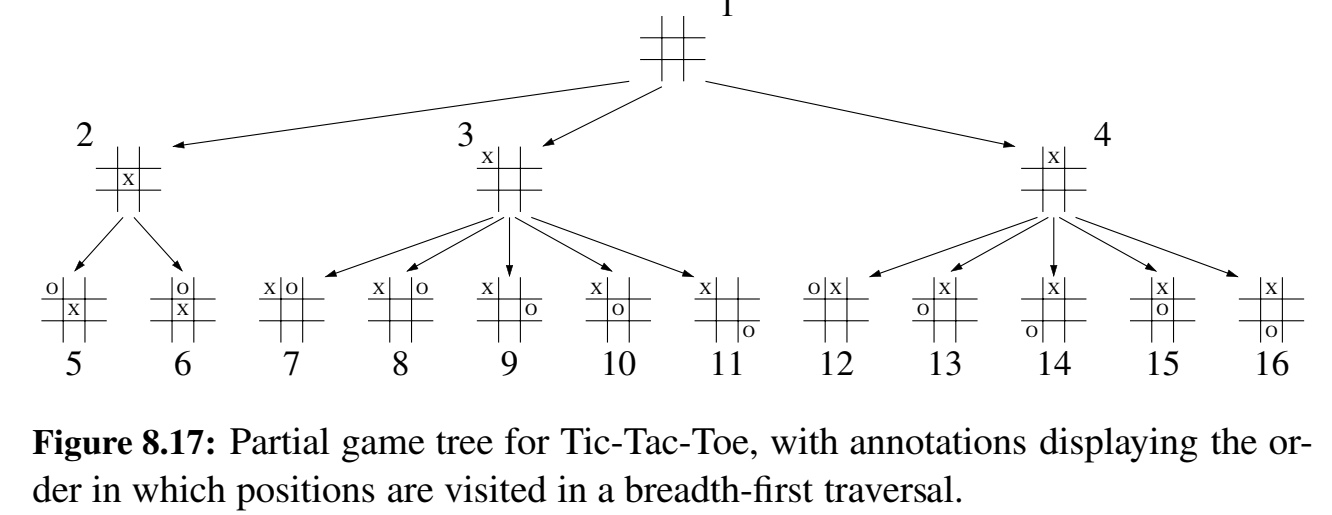 1
2 3 4
X X X
O O X O X O X X O X X X X X X
X X O O O O
O O O
5 6 7 8 9 10 11 12 13 14 15 16
Figure 8.17: Partial game tree for Tic-Tac-Toe, with annotations displaying the or-
der in which positions are visited in a breadth-first traversal.